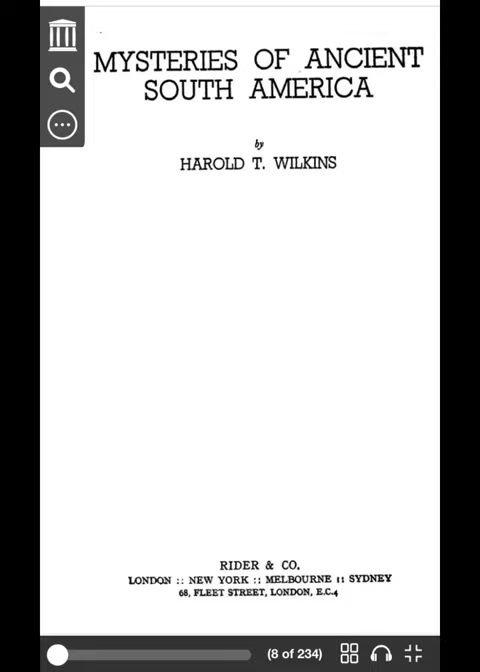 MYSTERIES OF ANCIENT
SOUTH AMERICA
by
HAROLD T. WILKINS
RIDER & CO.
LONDON :: NEW YORK :: MELBOURNE :: SYDNEY
68, FLEET STREET, LONDON, E.C.4
(8 of 234)